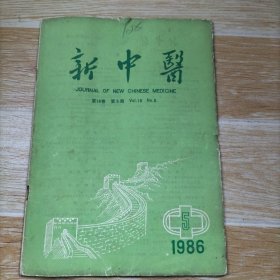 新中醫
JOURNAL OF NEW CHINESE MEDICINE
第18卷 第5期 Vol.18 No.5
5
1986